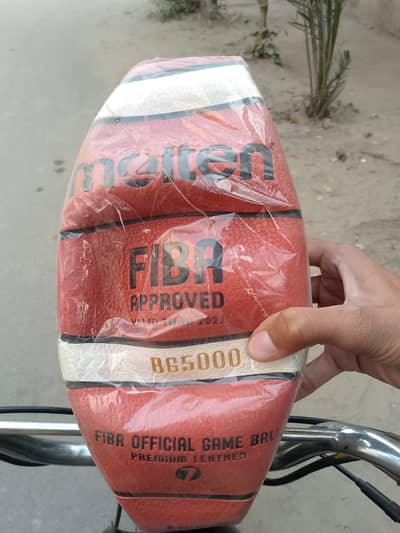 molten
FIBA
APPROVED
BG5000
FIBA OFFICIAL GAME BALL
PREMIUM LEATHER
7